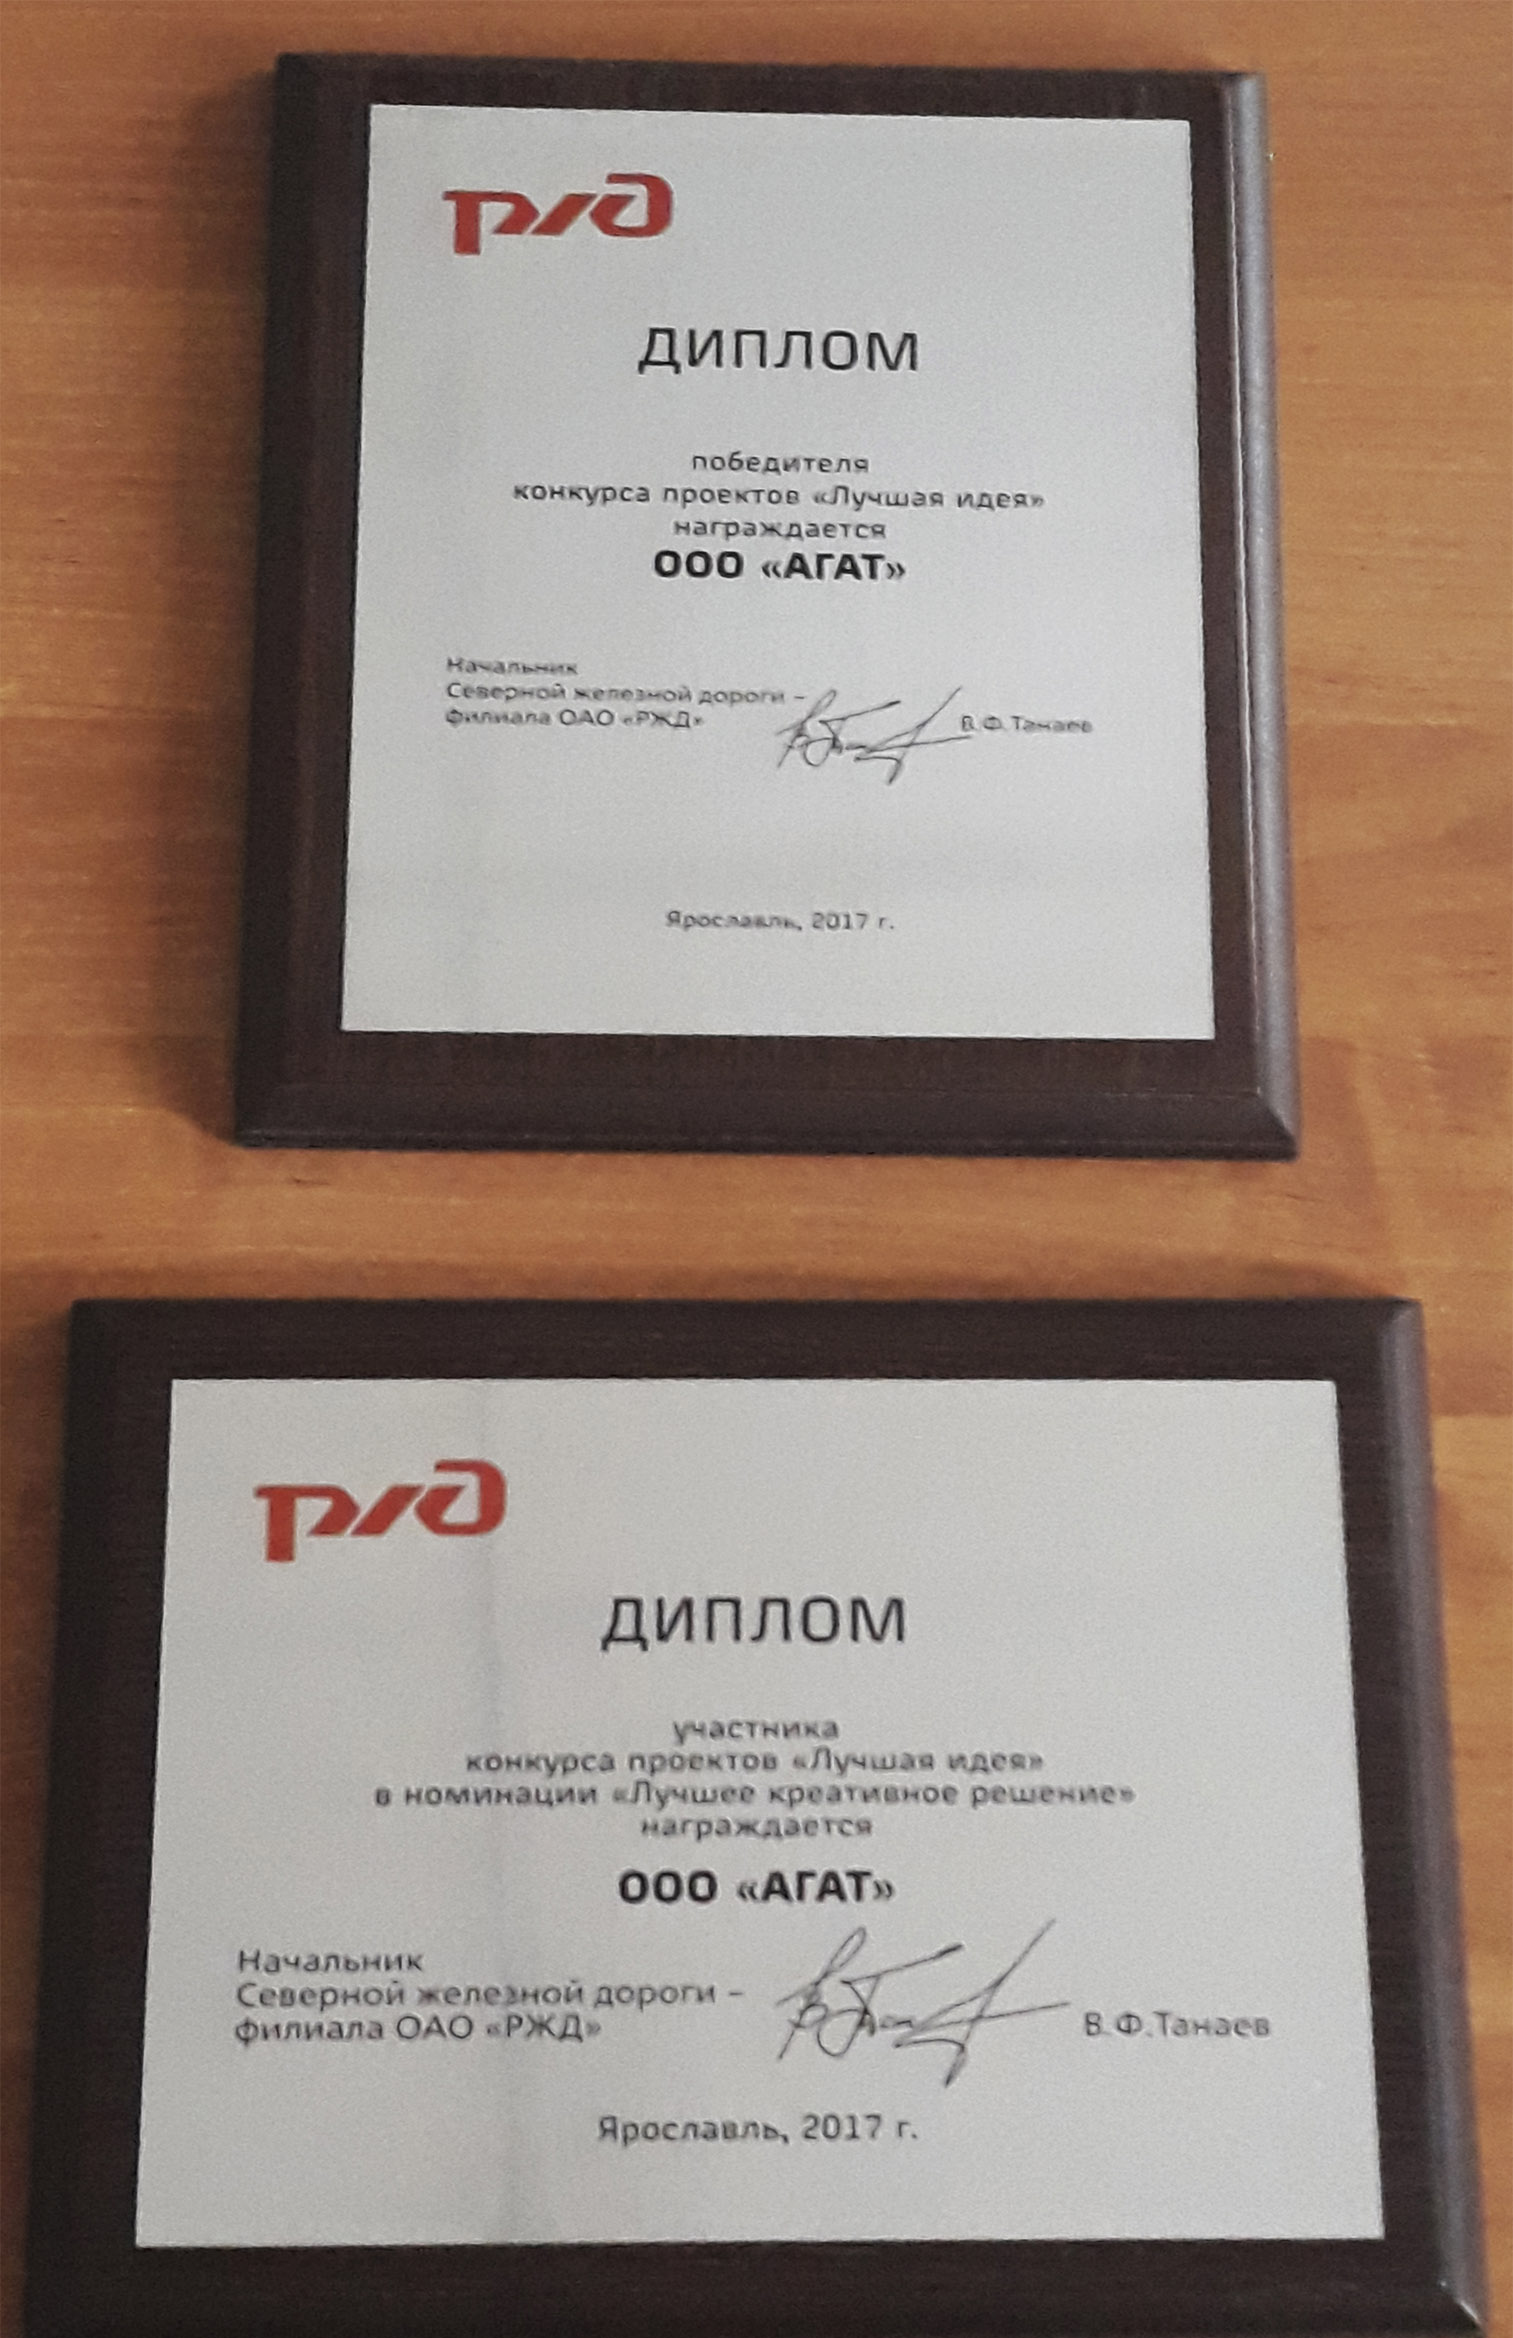 РЖД
ДИПЛОМ
победителя
конкурса проектов «Лучшая идея»
награждается
ООО «АГАТ»
Начальник
Северной железной дороги –
филиала ОАО «РЖД»
В.Ф.Танаев
Ярославль, 2017 г.
РЖД
ДИПЛОМ
участника
конкурса проектов «Лучшая идея»
в номинации «Лучшее креативное решение»
награждается
ООО «АГАТ»
Начальник
Северной железной дороги –
филиала ОАО «РЖД»
В.Ф.Танаев
Ярославль, 2017 г.